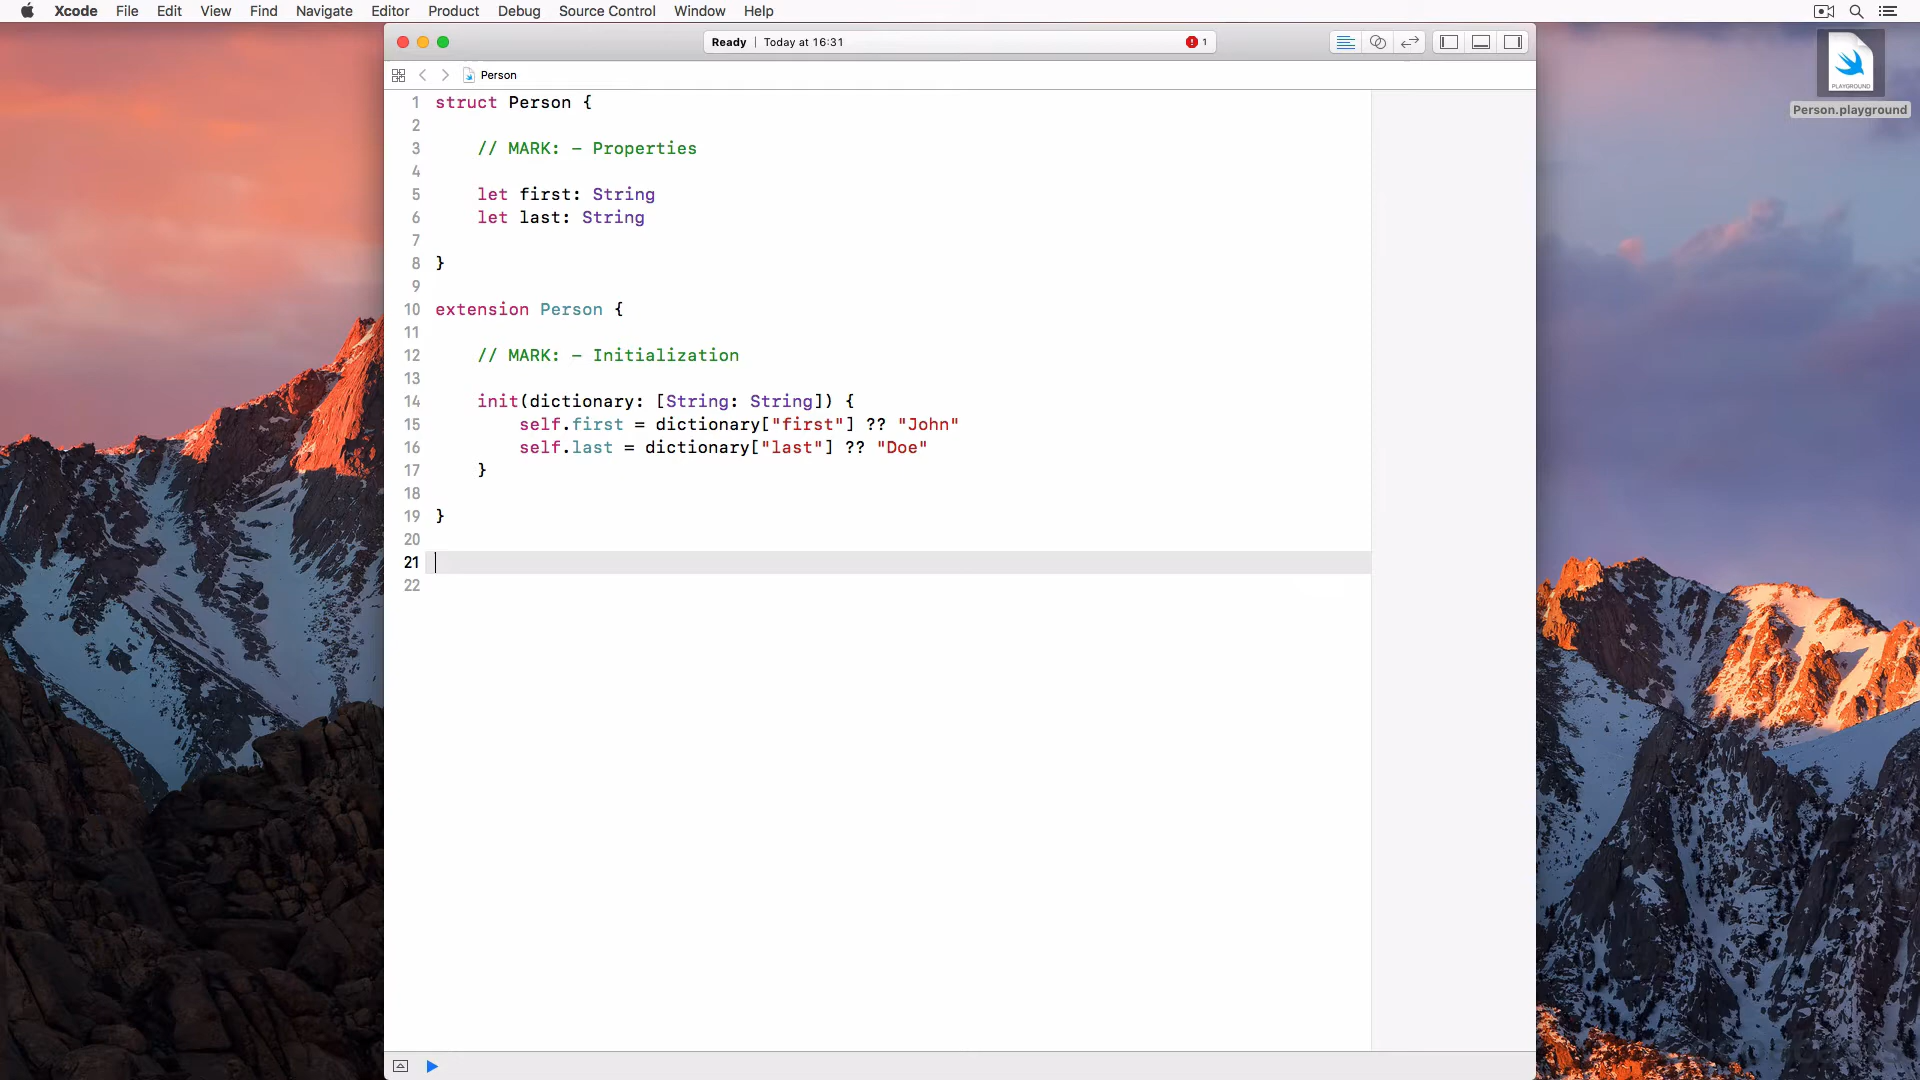 Xcode File Edit View Find Navigate Editor Product Debug Source Control Window Help
Ready | Today at 16:31 1
Person
PLAYGROUND
Person.playground
1 struct Person {
2
3 // MARK: - Properties
4
5 let first: String
6 let last: String
7
8 }
9
10 extension Person {
11
12 // MARK: - Initialization
13
14 init(dictionary: [String: String]) {
15 self.first = dictionary["first"] ?? "John"
16 self.last = dictionary["last"] ?? "Doe"
17 }
18
19 }
20
21
22